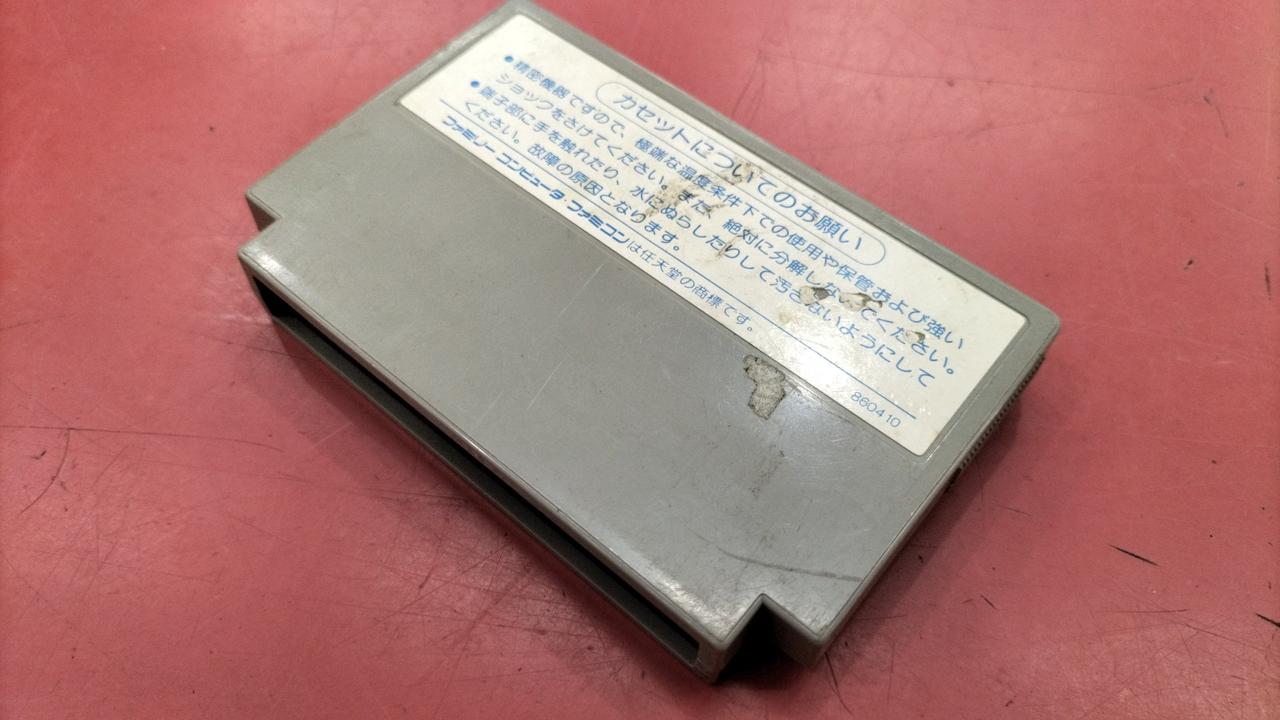 カセットについてのお願い
●精密機器ですので、極端な温度条件下での使用や保管および強い
ショックをさけてください。また、絶対に分解しないでください。
●端子部に手を触れたり、水にぬらしたりして汚さないようにして
ください。故障の原因となります。
ファミリーコンピュータ・ファミコンは任天堂の商標です。
860410